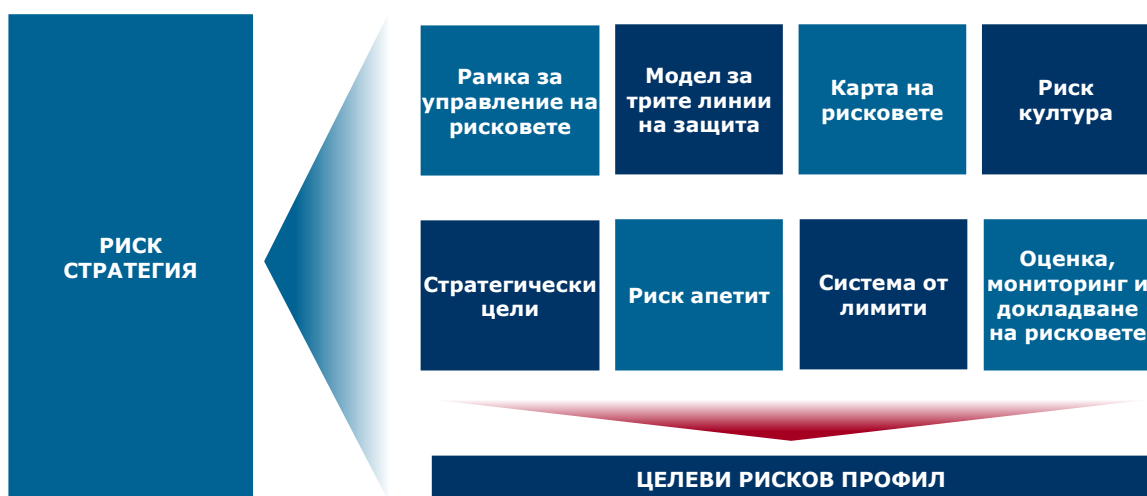 РИСК
СТРАТЕГИЯ
Рамка за
управление на
рисковете
Модел за
трите линии
на защита
Карта на
рисковете
Риск
култура
Стратегически
цели
Риск апетит
Система от
лимити
Оценка,
мониторинг и
докладване
на рисковете
ЦЕЛЕВИ РИСКОВ ПРОФИЛ